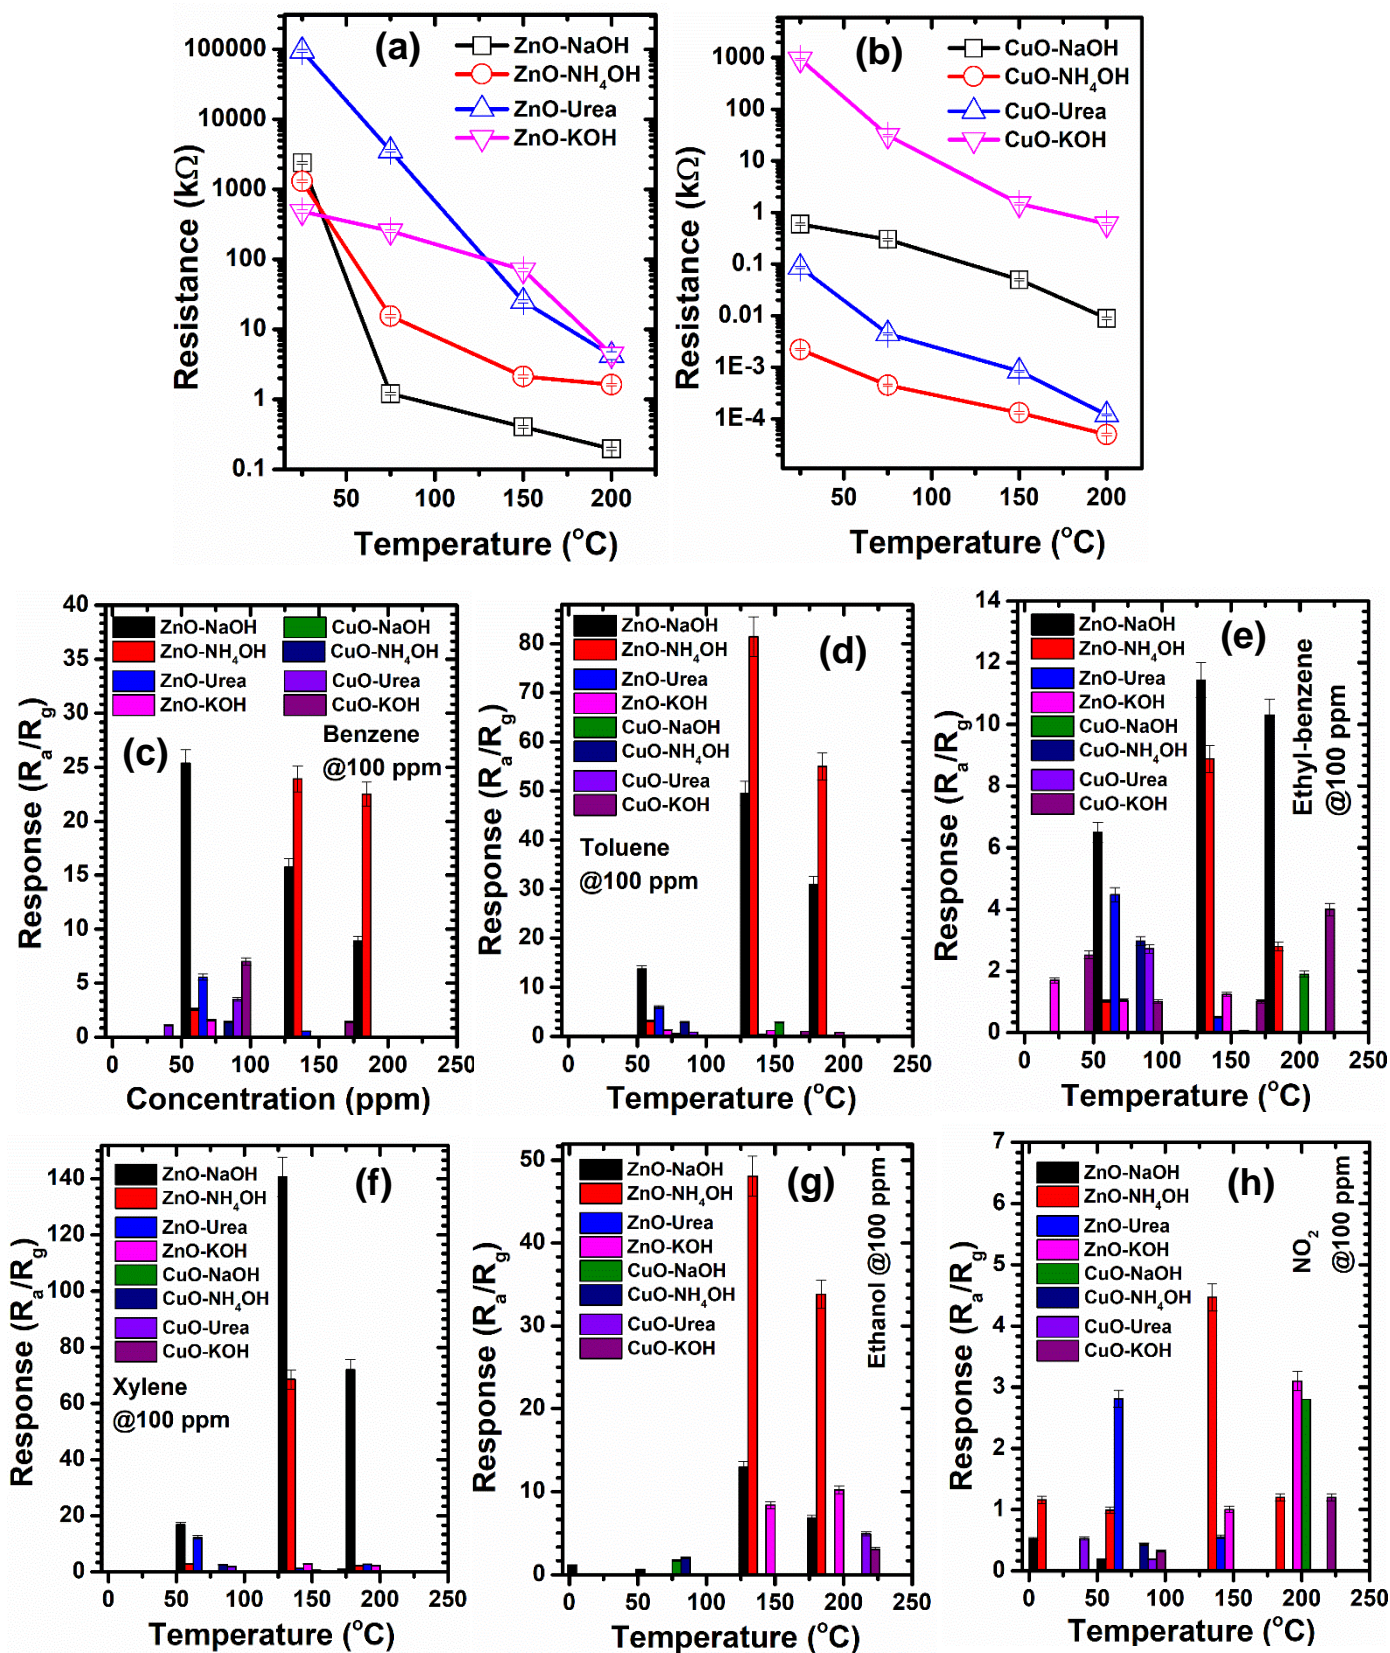 (a)
ZnO-NaOH
ZnO-NH4OH
ZnO-Urea
ZnO-KOH
100000
10000
1000
100
10
1
0.1
Resistance (kΩ)
50 100 150 200
Temperature (°C)
(b)
CuO-NaOH
CuO-NH4OH
CuO-Urea
CuO-KOH
1000
100
10
1
0.1
0.01
1E-3
1E-4
Resistance (kΩ)
50 100 150 200
Temperature (°C)
(c)
ZnO-NaOH CuO-NaOH
ZnO-NH4OH CuO-NH4OH
ZnO-Urea CuO-Urea
ZnO-KOH CuO-KOH
Benzene
@100 ppm
40
35
30
25
20
15
10
5
0
Response (Ra/Rg)
0 50 100 150 200 250
Concentration (ppm)
(d)
ZnO-NaOH
ZnO-NH4OH
ZnO-Urea
ZnO-KOH
CuO-NaOH
CuO-NH4OH
CuO-Urea
CuO-KOH
Toluene
@100 ppm
80
70
60
50
40
30
20
10
0
Response (Ra/Rg)
0 50 100 150 200 250
Temperature (°C)
(e)
ZnO-NaOH
ZnO-NH4OH
ZnO-Urea
ZnO-KOH
CuO-NaOH
CuO-NH4OH
CuO-Urea
CuO-KOH
Ethyl-benzene
@100 ppm
14
12
10
8
6
4
2
0
Response (Ra/Rg)
0 50 100 150 200 250
Temperature (°C)
(f)
ZnO-NaOH
ZnO-NH4OH
ZnO-Urea
ZnO-KOH
CuO-NaOH
CuO-NH4OH
CuO-Urea
CuO-KOH
Xylene
@100 ppm
140
120
100
80
60
40
20
0
Response (Ra/Rg)
0 50 100 150 200 250
Temperature (°C)
(g)
ZnO-NaOH
ZnO-NH4OH
ZnO-Urea
ZnO-KOH
CuO-NaOH
CuO-NH4OH
CuO-Urea
CuO-KOH
Ethanol @100 ppm
50
40
30
20
10
0
Response (Ra/Rg)
0 50 100 150 200 250
Temperature (°C)
(h)
ZnO-NaOH
ZnO-NH4OH
ZnO-Urea
ZnO-KOH
CuO-NaOH
CuO-NH4OH
CuO-Urea
CuO-KOH
NO2
@100 ppm
7
6
5
4
3
2
1
0
Response (Ra/Rg)
0 50 100 150 200 250
Temperature (°C)